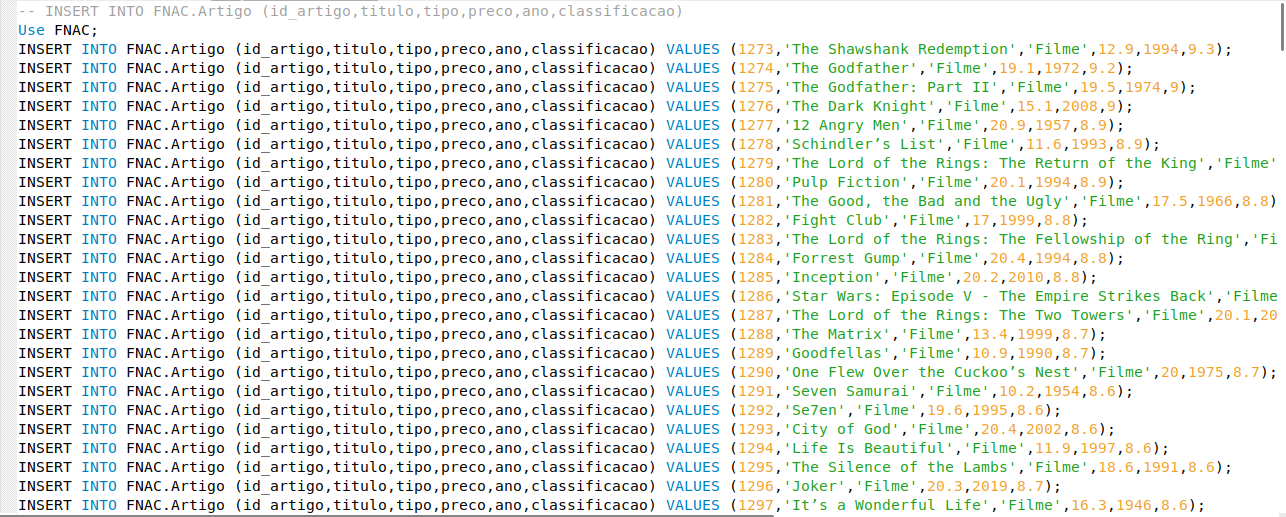 -- INSERT INTO FNAC.Artigo (id_artigo,titulo,tipo,preco,ano,classificacao)
Use FNAC;
INSERT INTO FNAC.Artigo (id_artigo,titulo,tipo,preco,ano,classificacao) VALUES (1273,'The Shawshank Redemption','Filme',12.9,1994,9.3);
INSERT INTO FNAC.Artigo (id_artigo,titulo,tipo,preco,ano,classificacao) VALUES (1274,'The Godfather','Filme',19.1,1972,9.2);
INSERT INTO FNAC.Artigo (id_artigo,titulo,tipo,preco,ano,classificacao) VALUES (1275,'The Godfather: Part II','Filme',19.5,1974,9);
INSERT INTO FNAC.Artigo (id_artigo,titulo,tipo,preco,ano,classificacao) VALUES (1276,'The Dark Knight','Filme',15.1,2008,9);
INSERT INTO FNAC.Artigo (id_artigo,titulo,tipo,preco,ano,classificacao) VALUES (1277,'12 Angry Men','Filme',20.9,1957,8.9);
INSERT INTO FNAC.Artigo (id_artigo,titulo,tipo,preco,ano,classificacao) VALUES (1278,'Schindler’s List','Filme',11.6,1993,8.9);
INSERT INTO FNAC.Artigo (id_artigo,titulo,tipo,preco,ano,classificacao) VALUES (1279,'The Lord of the Rings: The Return of the King','Filme'
INSERT INTO FNAC.Artigo (id_artigo,titulo,tipo,preco,ano,classificacao) VALUES (1280,'Pulp Fiction','Filme',20.1,1994,8.9);
INSERT INTO FNAC.Artigo (id_artigo,titulo,tipo,preco,ano,classificacao) VALUES (1281,'The Good, the Bad and the Ugly','Filme',17.5,1966,8.8)
INSERT INTO FNAC.Artigo (id_artigo,titulo,tipo,preco,ano,classificacao) VALUES (1282,'Fight Club','Filme',17,1999,8.8);
INSERT INTO FNAC.Artigo (id_artigo,titulo,tipo,preco,ano,classificacao) VALUES (1283,'The Lord of the Rings: The Fellowship of the Ring','Fi
INSERT INTO FNAC.Artigo (id_artigo,titulo,tipo,preco,ano,classificacao) VALUES (1284,'Forrest Gump','Filme',20.4,1994,8.8);
INSERT INTO FNAC.Artigo (id_artigo,titulo,tipo,preco,ano,classificacao) VALUES (1285,'Inception','Filme',20.2,2010,8.8);
INSERT INTO FNAC.Artigo (id_artigo,titulo,tipo,preco,ano,classificacao) VALUES (1286,'Star Wars: Episode V - The Empire Strikes Back','Filme
INSERT INTO FNAC.Artigo (id_artigo,titulo,tipo,preco,ano,classificacao) VALUES (1287,'The Lord of the Rings: The Two Towers','Filme',20.1,20
INSERT INTO FNAC.Artigo (id_artigo,titulo,tipo,preco,ano,classificacao) VALUES (1288,'The Matrix','Filme',13.4,1999,8.7);
INSERT INTO FNAC.Artigo (id_artigo,titulo,tipo,preco,ano,classificacao) VALUES (1289,'Goodfellas','Filme',10.9,1990,8.7);
INSERT INTO FNAC.Artigo (id_artigo,titulo,tipo,preco,ano,classificacao) VALUES (1290,'One Flew Over the Cuckoo’s Nest','Filme',20,1975,8.7);
INSERT INTO FNAC.Artigo (id_artigo,titulo,tipo,preco,ano,classificacao) VALUES (1291,'Seven Samurai','Filme',10.2,1954,8.6);
INSERT INTO FNAC.Artigo (id_artigo,titulo,tipo,preco,ano,classificacao) VALUES (1292,'Se7en','Filme',19.6,1995,8.6);
INSERT INTO FNAC.Artigo (id_artigo,titulo,tipo,preco,ano,classificacao) VALUES (1293,'City of God','Filme',20.4,2002,8.6);
INSERT INTO FNAC.Artigo (id_artigo,titulo,tipo,preco,ano,classificacao) VALUES (1294,'Life Is Beautiful','Filme',11.9,1997,8.6);
INSERT INTO FNAC.Artigo (id_artigo,titulo,tipo,preco,ano,classificacao) VALUES (1295,'The Silence of the Lambs','Filme',18.6,1991,8.6);
INSERT INTO FNAC.Artigo (id_artigo,titulo,tipo,preco,ano,classificacao) VALUES (1296,'Joker','Filme',20.3,2019,8.7);
INSERT INTO FNAC.Artigo (id_artigo,titulo,tipo,preco,ano,classificacao) VALUES (1297,'It’s a Wonderful Life','Filme',16.3,1946,8.6);